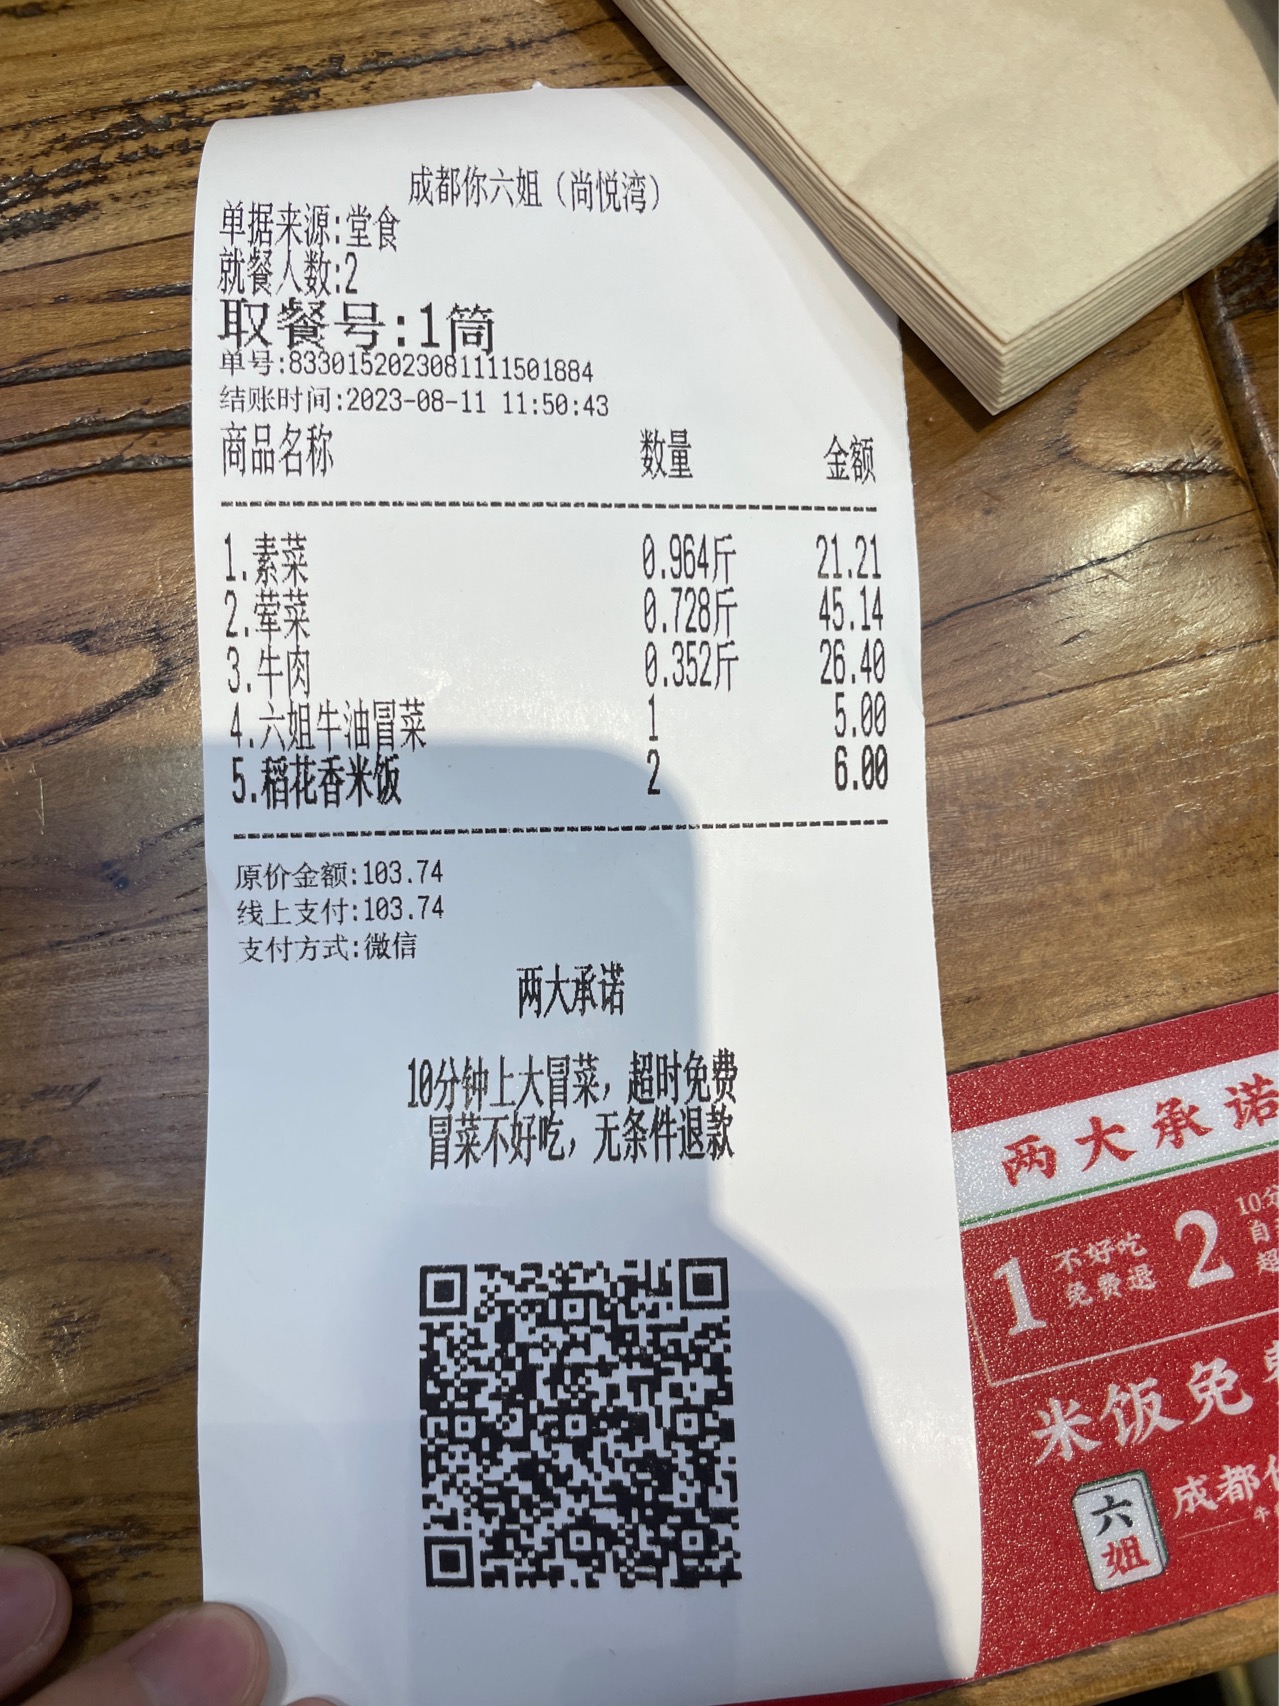 成都你六姐（尚悦湾）
单据来源:堂食
就餐人数:2
取餐号:1筒
单号:833015202308111115018​84
结账时间:2023-08-11 11:50:43
商品名称 数量 金额
1.素菜 0.964斤 21.21
2.荤菜 0.728斤 45.14
3.牛肉 0.352斤 26.40
4.六姐牛油冒菜 1 5.00
5.稻花香米饭 2 6.00
原价金额:103.74
线上支付:103.74
支付方式:微信
两大承诺
10分钟上大冒菜，超时免费
冒菜不好吃，无条件退款
两大承诺
1 不好吃
免费退
2 10分
自
超
米饭免
六姐
成都